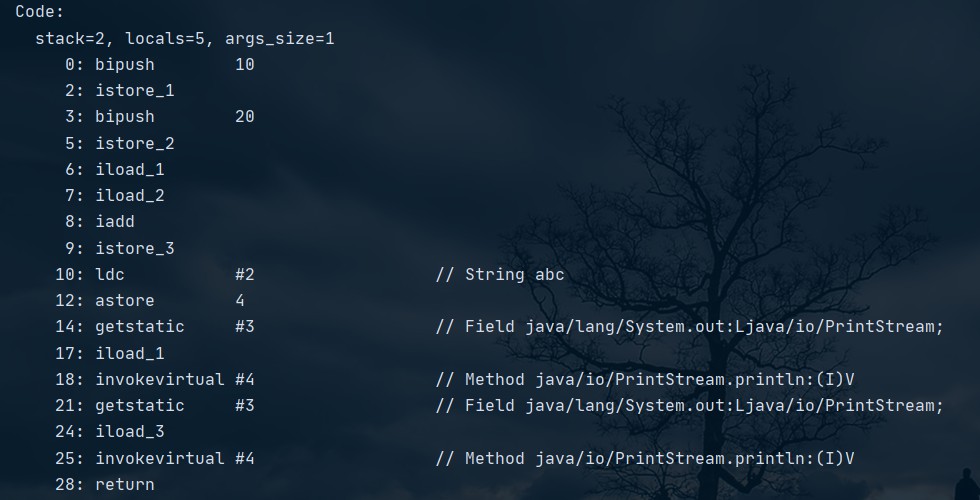 Code:
stack=2, locals=5, args_size=1
0: bipush 10
2: istore_1
3: bipush 20
5: istore_2
6: iload_1
7: iload_2
8: iadd
9: istore_3
10: ldc #2 // String abc
12: astore 4
14: getstatic #3 // Field java/lang/System.out:Ljava/io/PrintStream;
17: iload_1
18: invokevirtual #4 // Method java/io/PrintStream.println:(I)V
21: getstatic #3 // Field java/lang/System.out:Ljava/io/PrintStream;
24: iload_3
25: invokevirtual #4 // Method java/io/PrintStream.println:(I)V
28: return